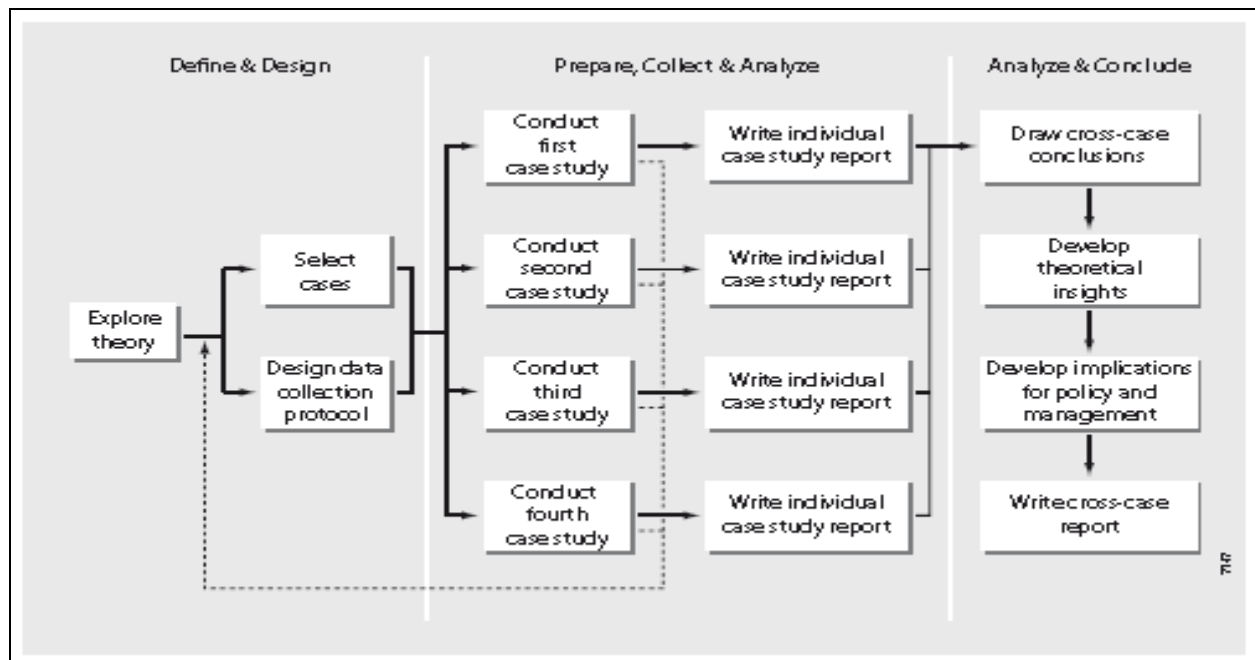 Define & Design
Prepare, Collect & Analyze
Analyze & Conclude
Explore
theory
Select
cases
Design data
collection
protocol
Conduct
first
case study
Write individual
case study report
Conduct
second
case study
Write individual
case study report
Conduct
third
case study
Write individual
case study report
Conduct
fourth
case study
Write individual
case study report
Draw cross-case
conclusions
Develop
theoretical
insights
Develop implications
for policy and
management
Write cross-case
report